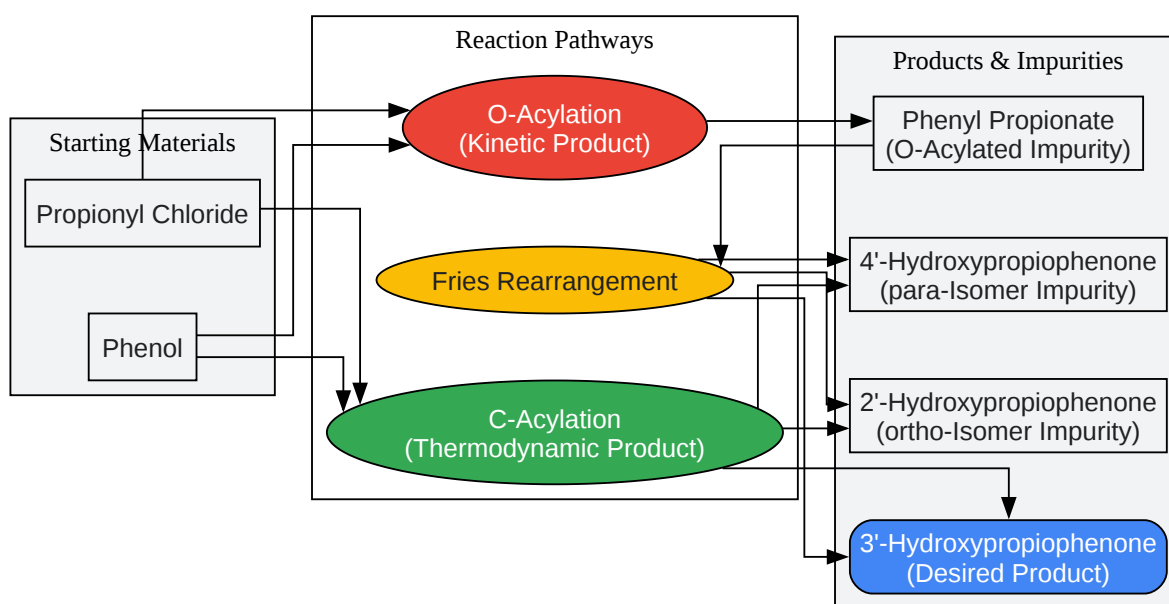 Starting Materials
Propionyl Chloride
Phenol
Reaction Pathways
O-Acylation
(Kinetic Product)
Fries Rearrangement
C-Acylation
(Thermodynamic Product)
Products & Impurities
Phenyl Propionate
(O-Acylated Impurity)
4'-Hydroxypropiophenone
(para-Isomer Impurity)
2'-Hydroxypropiophenone
(ortho-Isomer Impurity)
3'-Hydroxypropiophenone
(Desired Product)